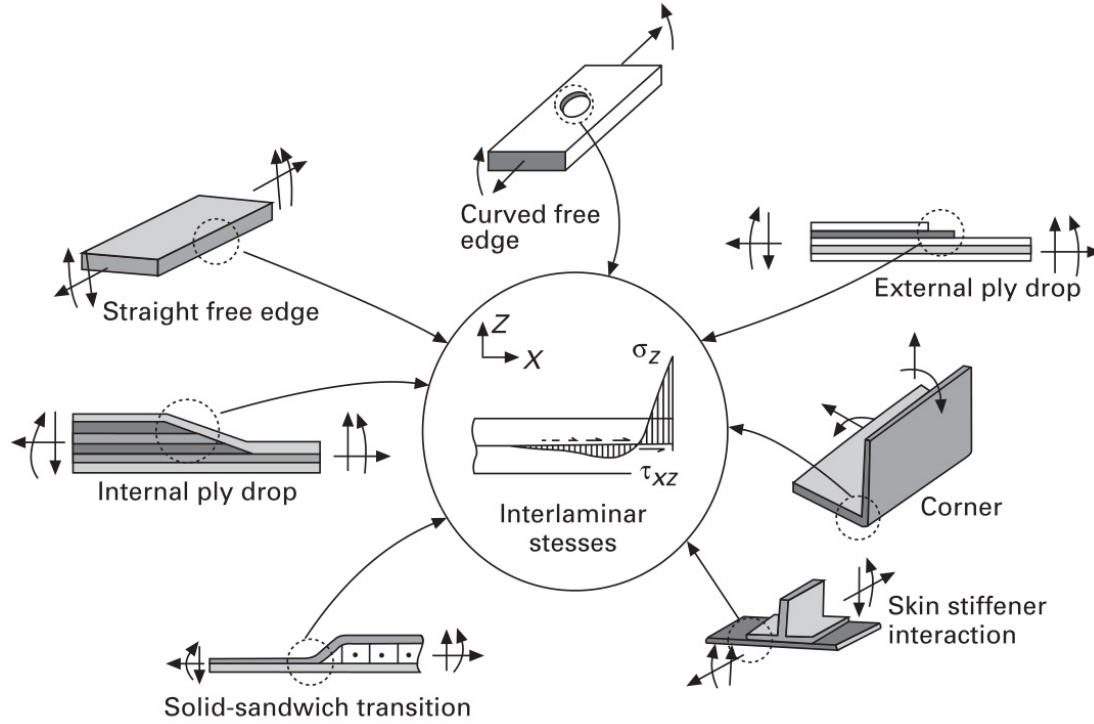 Curved free
edge
Straight free edge
External ply drop
Z
X
σz
τxz
Interlaminar
stesses
Internal ply drop
Corner
Skin stiffener
interaction
Solid-sandwich transition